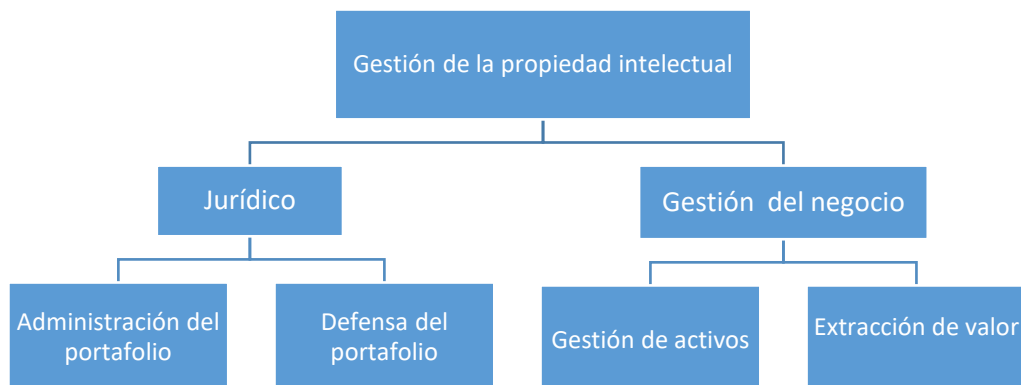 Gestión de la propiedad intelectual
Jurídico
Gestión del negocio
Administración del
portafolio
Defensa del
portafolio
Gestión de activos
Extracción de valor